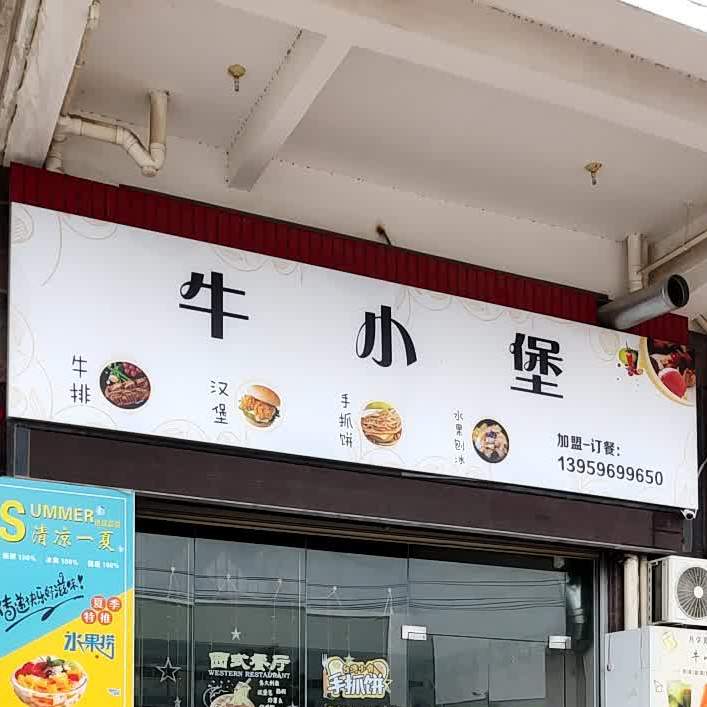 牛小堡
牛排
汉堡
手抓饼
水果刨冰
加盟-订餐:
13959699650
SUMMER
清凉一夏
夏季
特推
水果捞
西式餐厅
WESTERN RESTAURANT
手抓饼